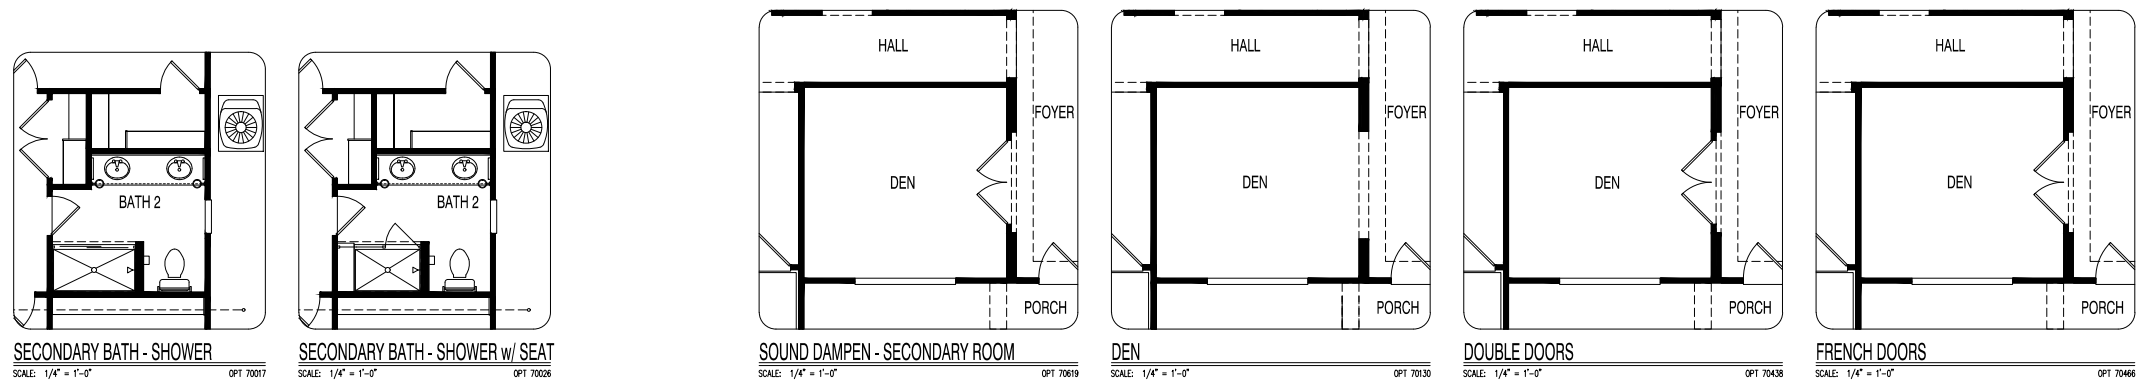 BATH 2
SECONDARY BATH - SHOWER
SCALE: 1/4" = 1'-0" OPT 70017
BATH 2
SECONDARY BATH - SHOWER w/ SEAT
SCALE: 1/4" = 1'-0" OPT 70026
HALL
FOYER
DEN
PORCH
SOUND DAMPEN - SECONDARY ROOM
SCALE: 1/4" = 1'-0" OPT 70619
HALL
FOYER
DEN
PORCH
DEN
SCALE: 1/4" = 1'-0" OPT 70130
HALL
FOYER
DEN
PORCH
DOUBLE DOORS
SCALE: 1/4" = 1'-0" OPT 70438
HALL
FOYER
DEN
PORCH
FRENCH DOORS
SCALE: 1/4" = 1'-0" OPT 70466